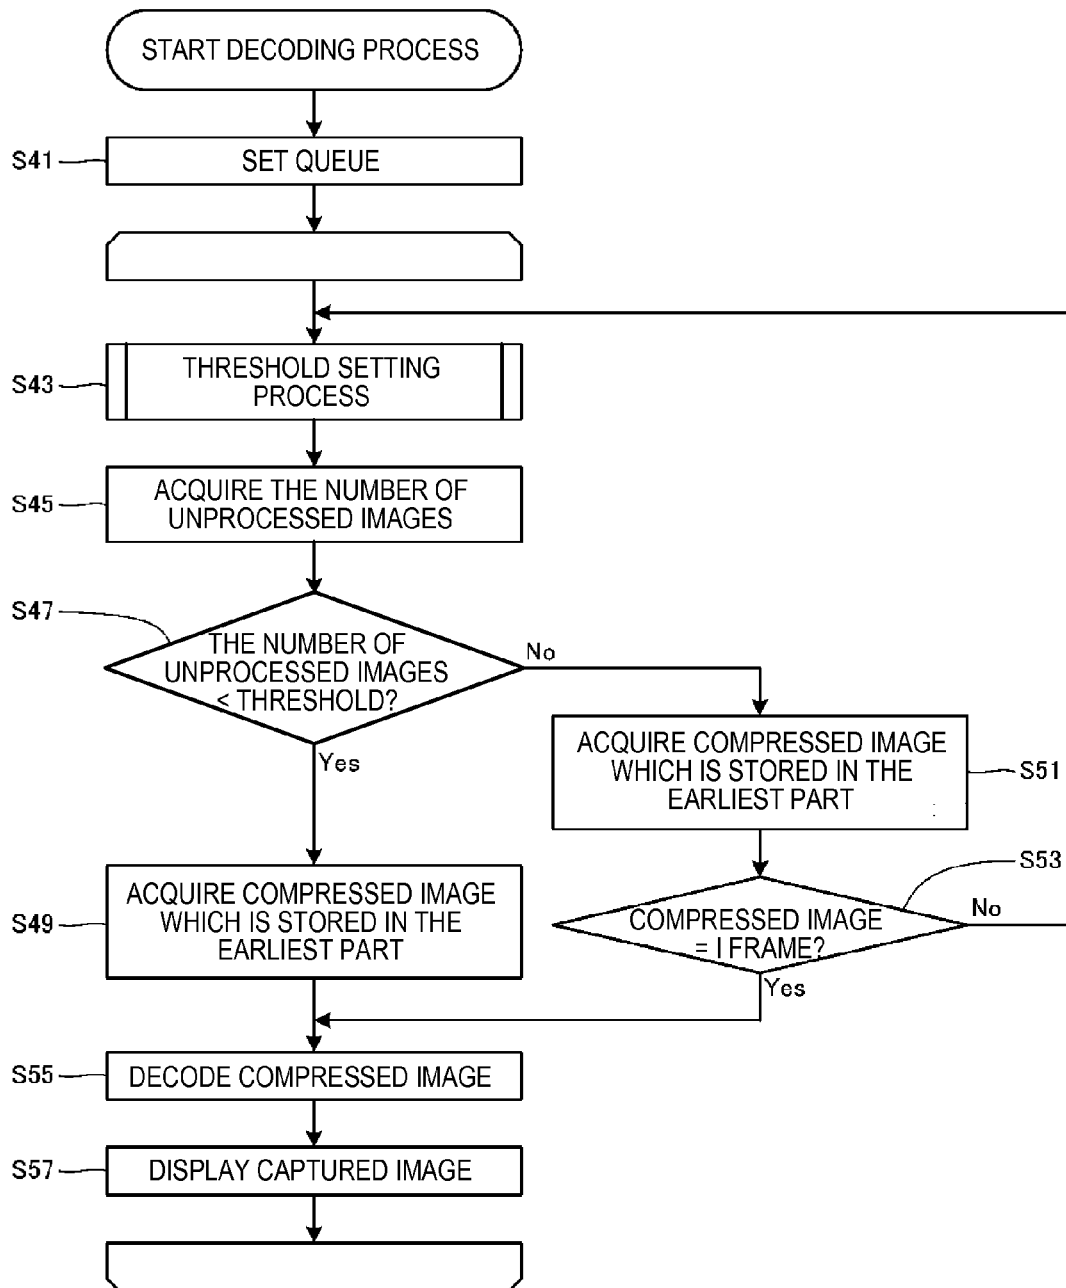 START DECODING PROCESS
S41
SET QUEUE
S43
THRESHOLD SETTING
PROCESS
S45
ACQUIRE THE NUMBER OF
UNPROCESSED IMAGES
S47
THE NUMBER OF
UNPROCESSED IMAGES
< THRESHOLD?
No
Yes
ACQUIRE COMPRESSED IMAGE
WHICH IS STORED IN THE
EARLIEST PART
S51
S53
COMPRESSED IMAGE
= I FRAME?
No
Yes
S49
ACQUIRE COMPRESSED IMAGE
WHICH IS STORED IN THE
EARLIEST PART
S55
DECODE COMPRESSED IMAGE
S57
DISPLAY CAPTURED IMAGE